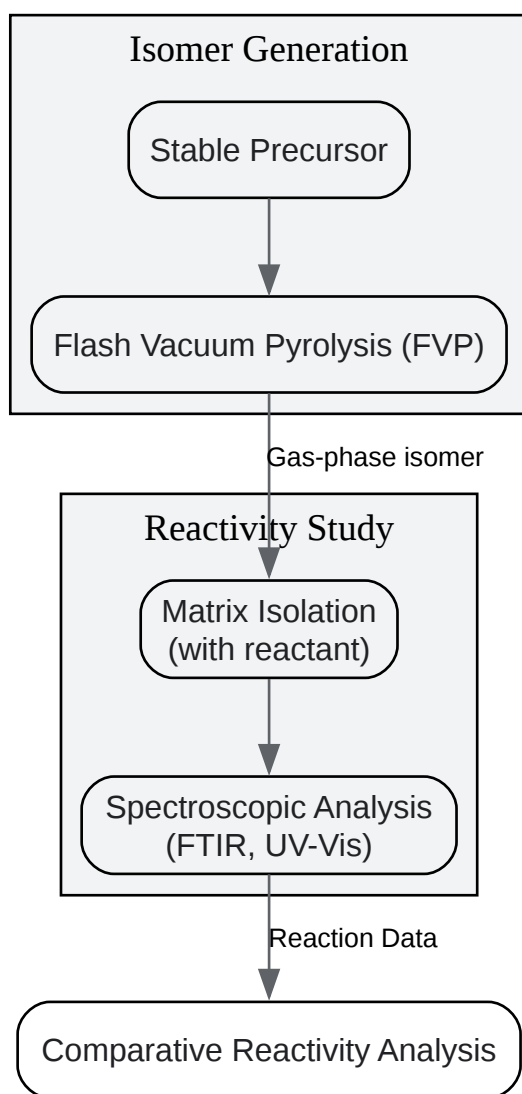 Isomer Generation
Stable Precursor
Flash Vacuum Pyrolysis (FVP)
Gas-phase isomer
Reactivity Study
Matrix Isolation
(with reactant)
Spectroscopic Analysis
(FTIR, UV-Vis)
Reaction Data
Comparative Reactivity Analysis